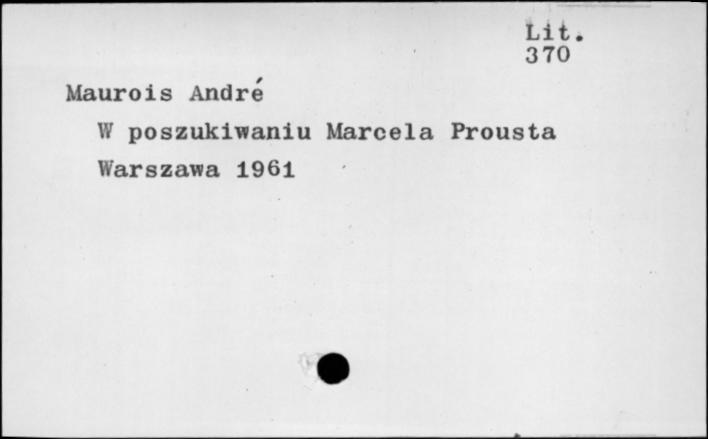 Lit.
370
Maurois André
W poszukiwaniu Marcela Prousta
Warszawa 1961